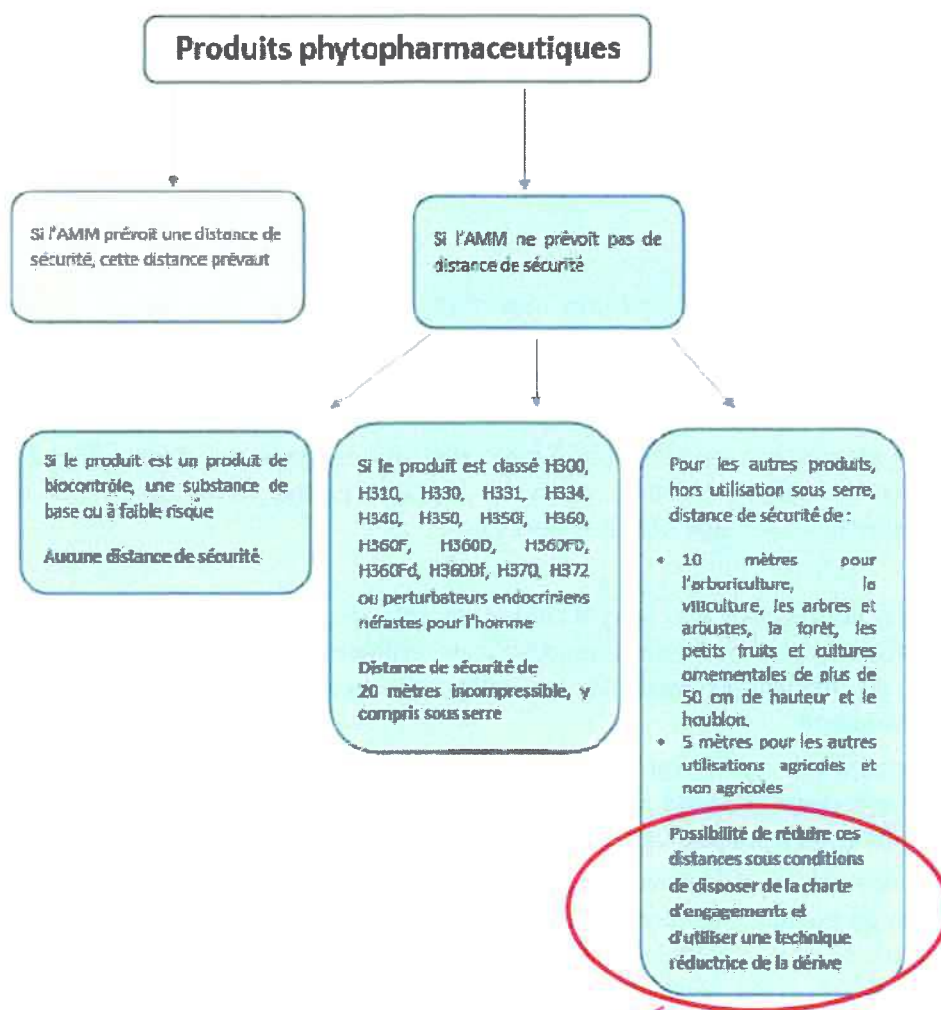 Produits phytopharmaceutiques
Si l'AMM prévoit une distance de
sécurité, cette distance prévaut
Si l'AMM ne prévoit pas de
distance de sécurité
Si le produit est un produit de
biocontrôle, une substance de
base ou à faible risque
Aucune distance de sécurité
Si le produit est classé H300,
H310, H330, H331, H334,
H340, H350, H350i, H360,
H360F, H360D, H360FD,
H360Fd, H360Df, H370, H372
ou perturbateurs endocriniens
néfastes pour l'homme
Distance de sécurité de
20 mètres incompressible, y
compris sous serre
Pour les autres produits,
hors utilisation sous serre,
distance de sécurité de :
• 10 mètres pour
l'arboriculture, la
viticulture, les arbres et
arbustes, la forêt, les
petits fruits et cultures
ornementales de plus de
50 cm de hauteur et le
houblon.
• 5 mètres pour les autres
utilisations agricoles et
non agricoles
Possibilité de réduire ces
distances sous conditions
de disposer de la charte
d'engagements et
d'utiliser une technique
réductrice de la dérive